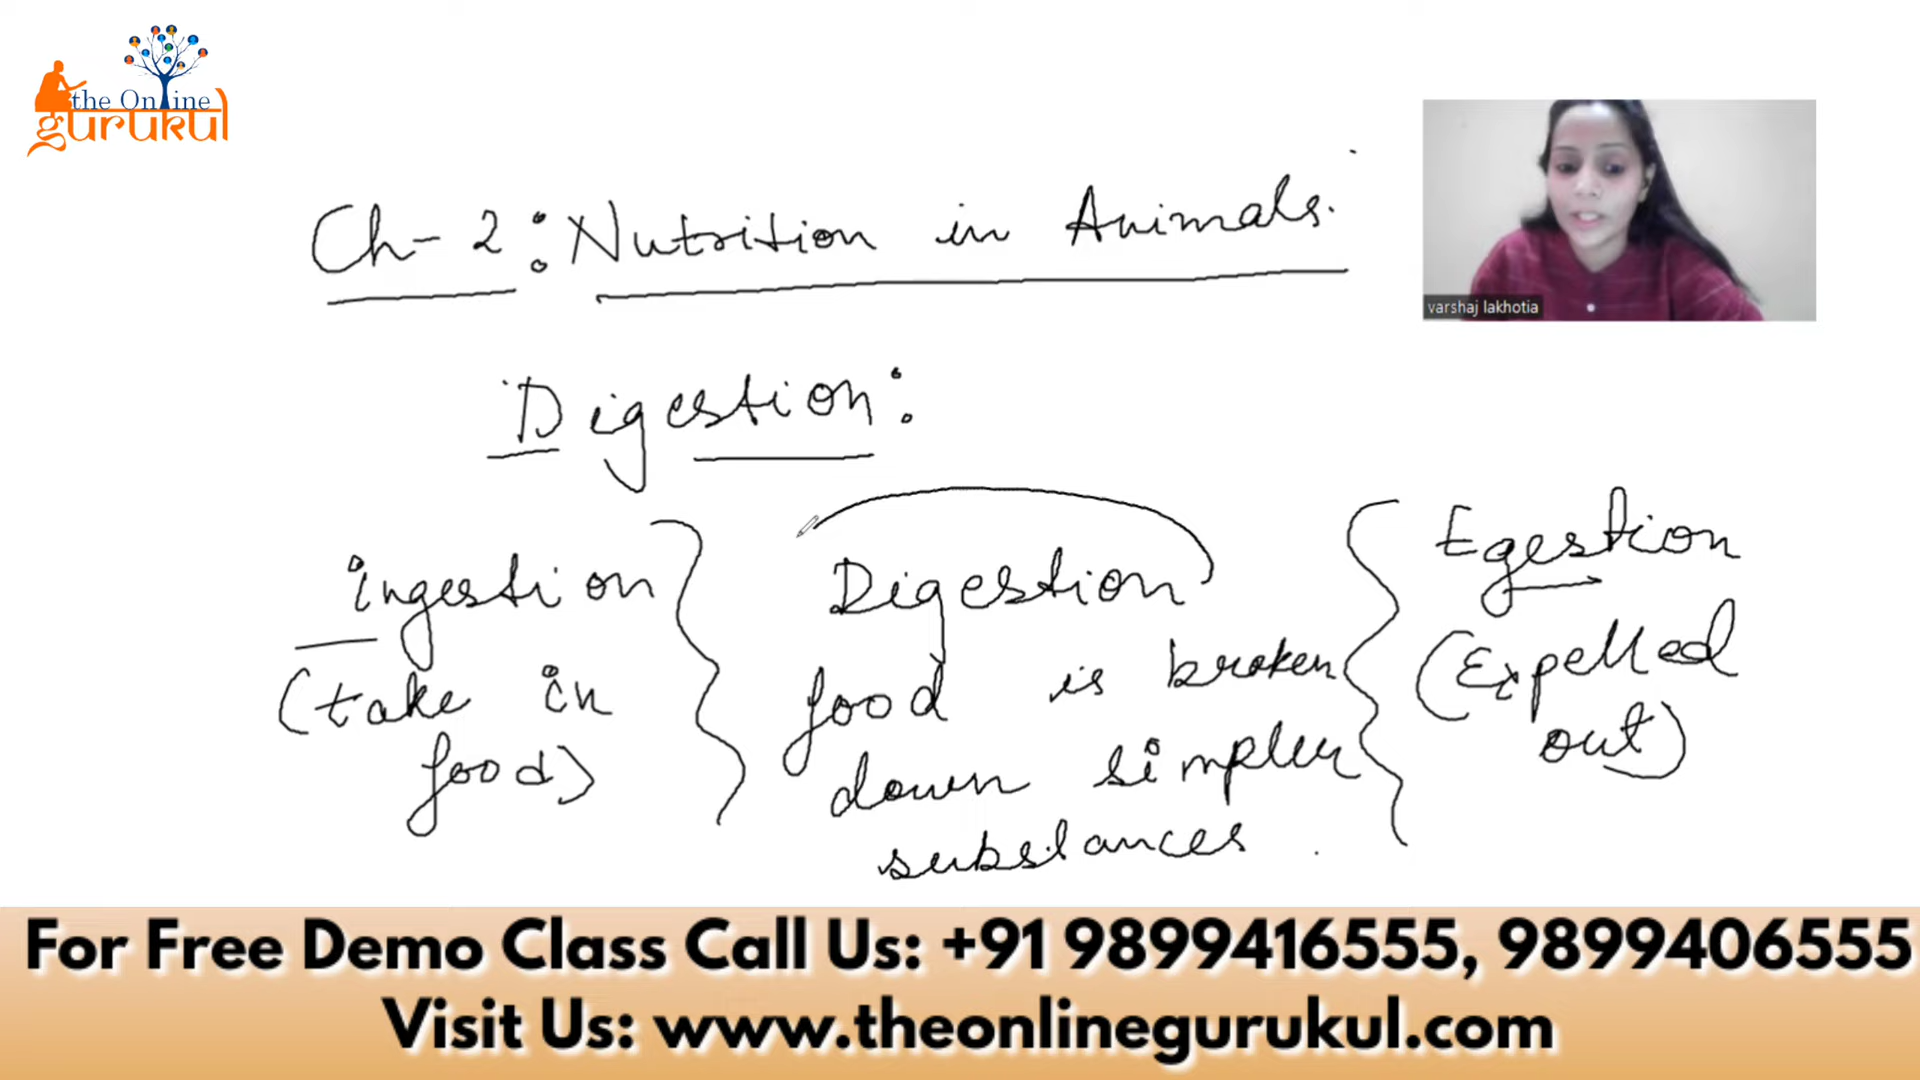 the Online
gurukul
Ch-2: Nutrition in Animals.
varshaj lakhotia
Digestion:
ingestion
(take in
food)
Digestion
food is broken
down simpler
substances
Egestion
(Expelled
out)
For Free Demo Class Call Us: +91 9899416555, 9899406555
Visit Us: www.theonlinegurukul.com